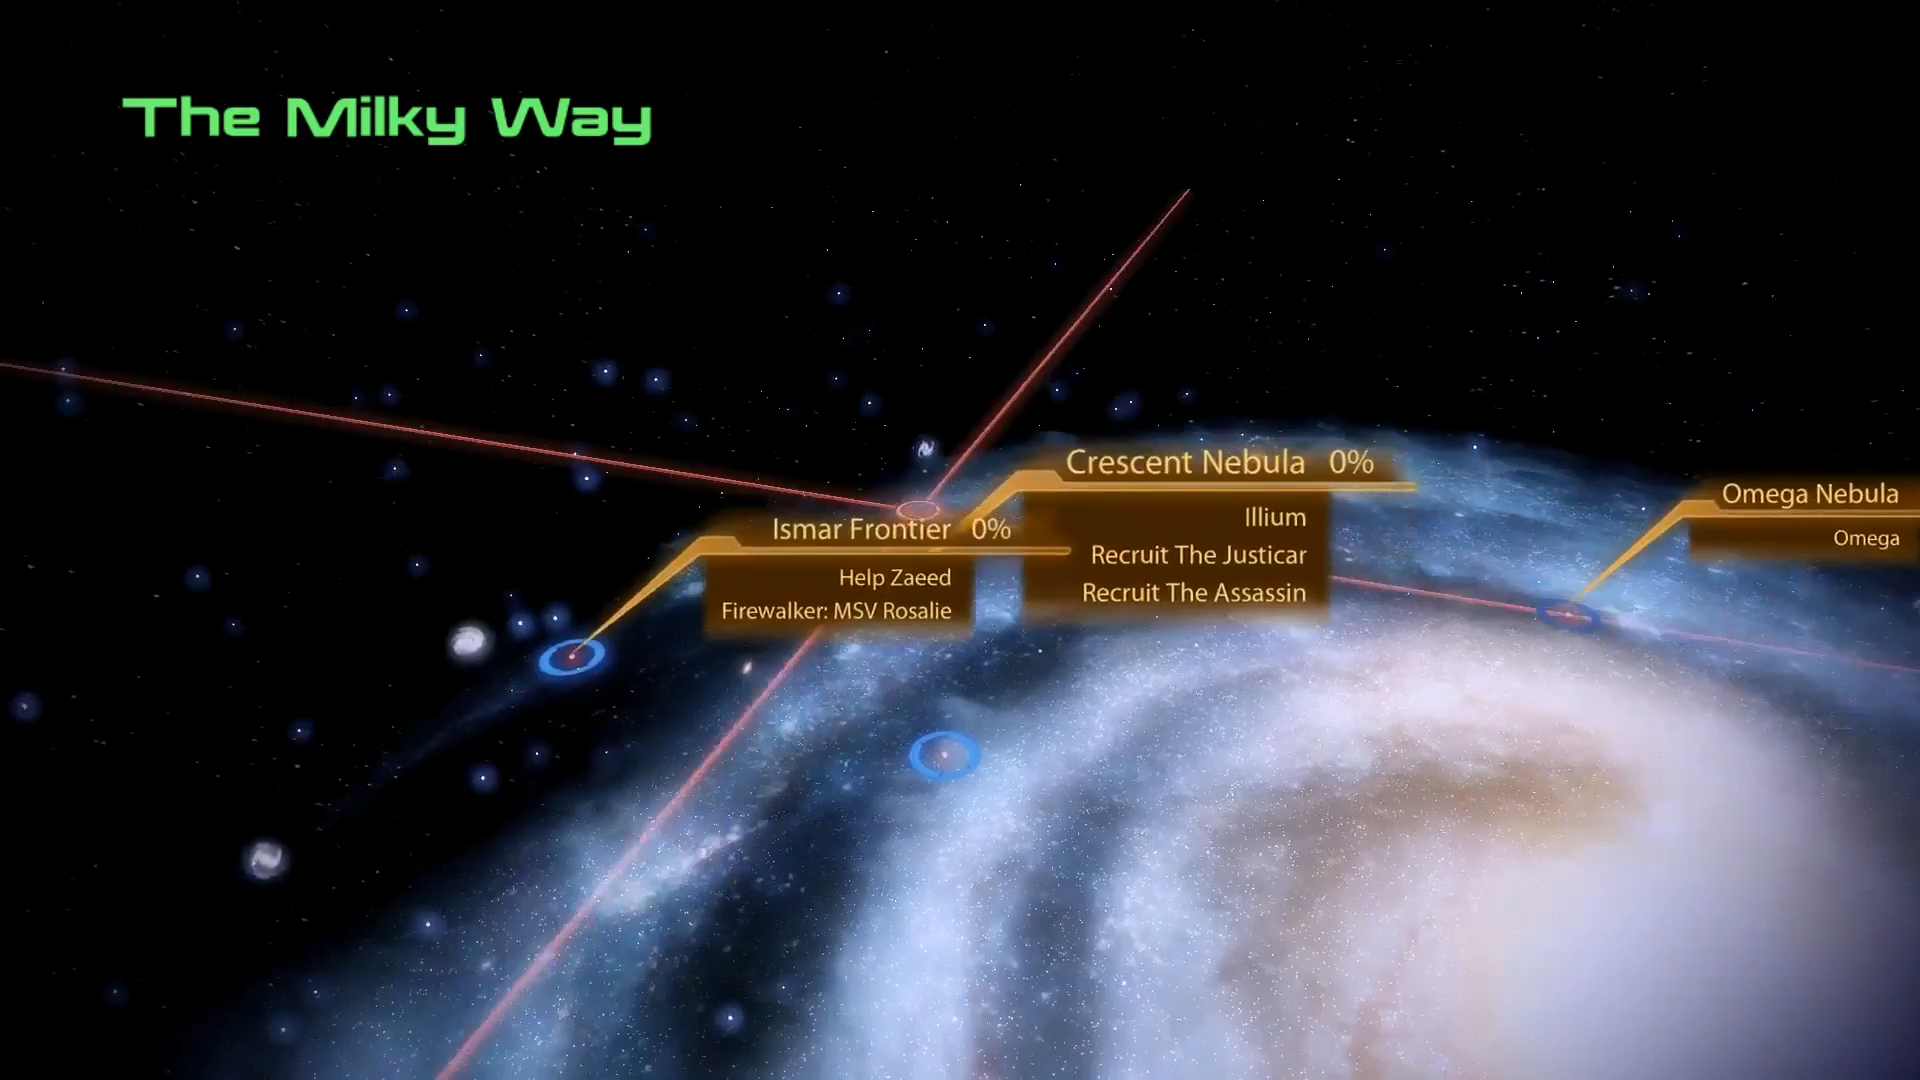 The Milky Way
Crescent Nebula 0%
Illium
Recruit The Justicar
Recruit The Assassin
Ismar Frontier 0%
Help Zaeed
Firewalker: MSV Rosalie
Omega Nebula
Omega